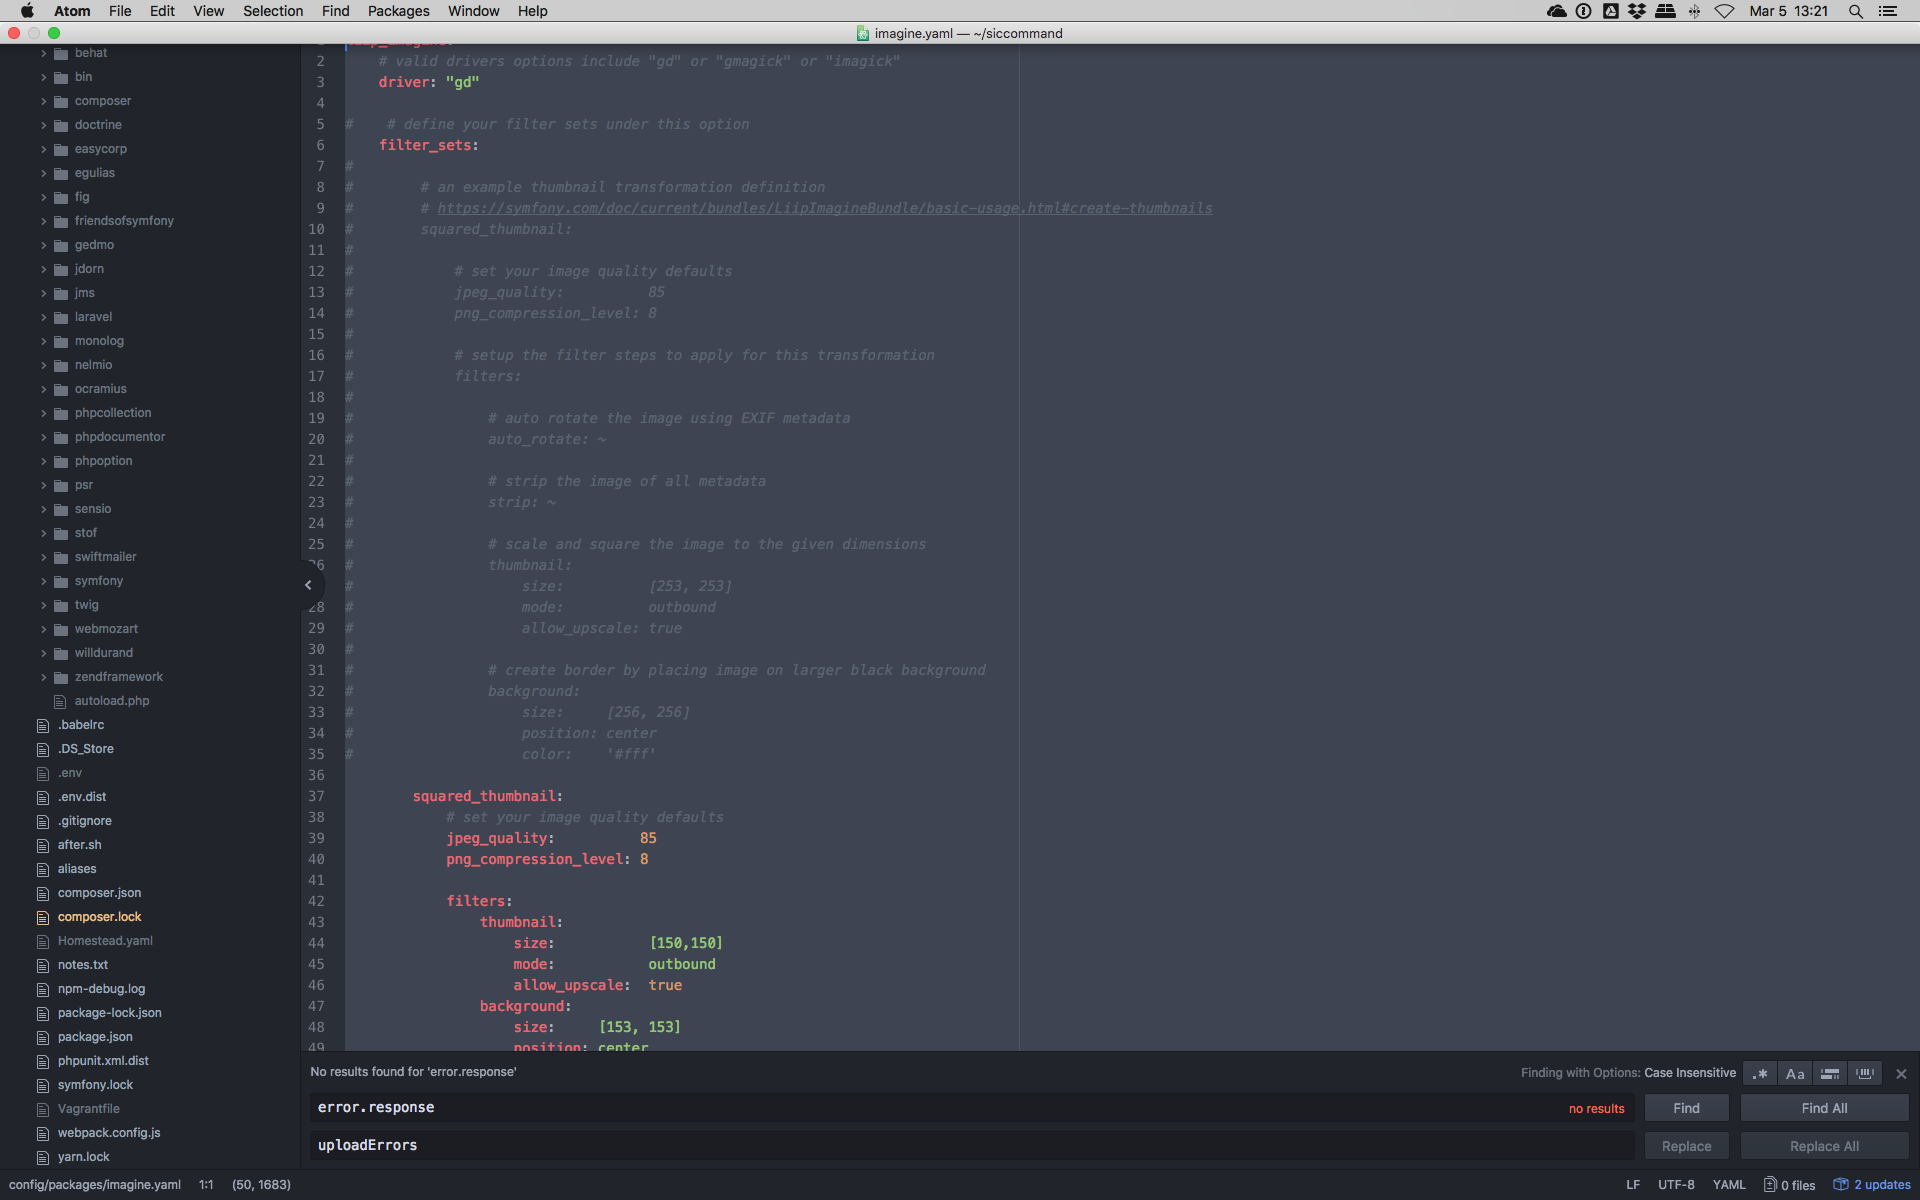 Atom File Edit View Selection Find Packages Window Help Mar 5 13:21
imagine.yaml — ~/siccommand
behat
bin
composer
doctrine
easycorp
egulias
fig
friendsofsymfony
gedmo
jdorn
jms
laravel
monolog
nelmio
ocramius
phpcollection
phpdocumentor
phpoption
psr
sensio
stof
swiftmailer
symfony
twig
webmozart
willdurand
zendframework
autoload.php
.babelrc
.DS_Store
.env
.env.dist
.gitignore
after.sh
aliases
composer.json
composer.lock
Homestead.yaml
notes.txt
npm-debug.log
package-lock.json
package.json
phpunit.xml.dist
symfony.lock
Vagrantfile
webpack.config.js
yarn.lock
2 # valid drivers options include "gd" or "gmagick" or "imagick"
3 driver: "gd"
4
5 # # define your filter sets under this option
6 filter_sets:
7 #
8 # # an example thumbnail transformation definition
9 # # https://symfony.com/doc/current/bundles/LiipImagineBundle/basic-usage.html#create-thumbnails
10 # squared_thumbnail:
11 #
12 # # set your image quality defaults
13 # jpeg_quality: 85
14 # png_compression_level: 8
15 #
16 # # setup the filter steps to apply for this transformation
17 # filters:
18 #
19 # # auto rotate the image using EXIF metadata
20 # auto_rotate: ~
21 #
22 # # strip the image of all metadata
23 # strip: ~
24 #
25 # # scale and square the image to the given dimensions
26 # thumbnail:
# size: [253, 253]
28 # mode: outbound
29 # allow_upscale: true
30 #
31 # # create border by placing image on larger black background
32 # background:
33 # size: [256, 256]
34 # position: center
35 # color: '#fff'
36
37 squared_thumbnail:
38 # set your image quality defaults
39 jpeg_quality: 85
40 png_compression_level: 8
41
42 filters:
43 thumbnail:
44 size: [150,150]
45 mode: outbound
46 allow_upscale: true
47 background:
48 size: [153, 153]
49 position: center
No results found for 'error.response' Finding with Options: Case Insensitive .* Aa
error.response no results Find Find All
uploadErrors Replace Replace All
config/packages/imagine.yaml 1:1 (50, 1683) LF UTF-8 YAML 0 files 2 updates